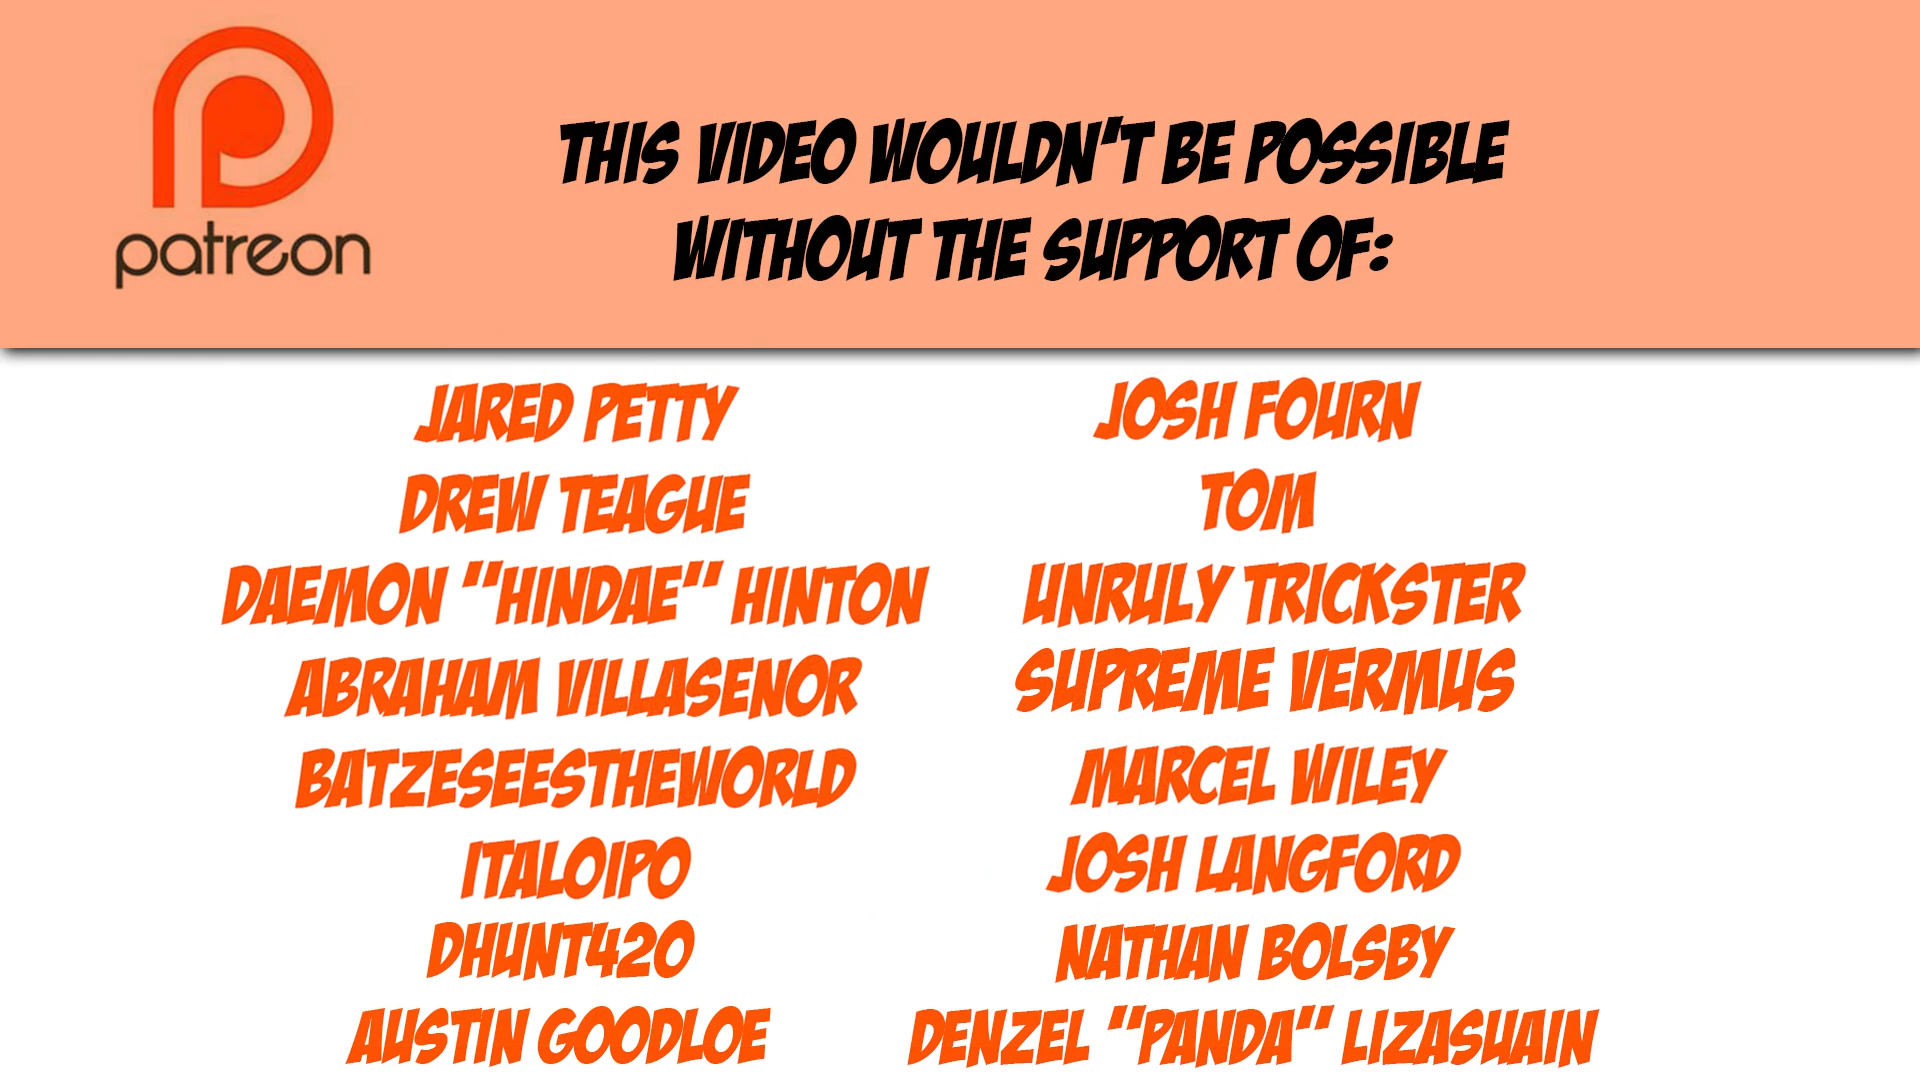 patreon
THIS VIDEO WOULDN'T BE POSSIBLE
WITHOUT THE SUPPORT OF:
JARED PETTY
DREW TEAGUE
DAEMON "HINDAE" HINTON
ABRAHAM VILLASENOR
BATZESEESTHEWORLD
ITALOIPO
DHUNT420
AUSTIN GOODLOE
JOSH FOURN
TOM
UNRULY TRICKSTER
SUPREME VERMUS
MARCEL WILEY
JOSH LANGFORD
NATHAN BOLSBY
DENZEL "PANDA" LIZASUAIN